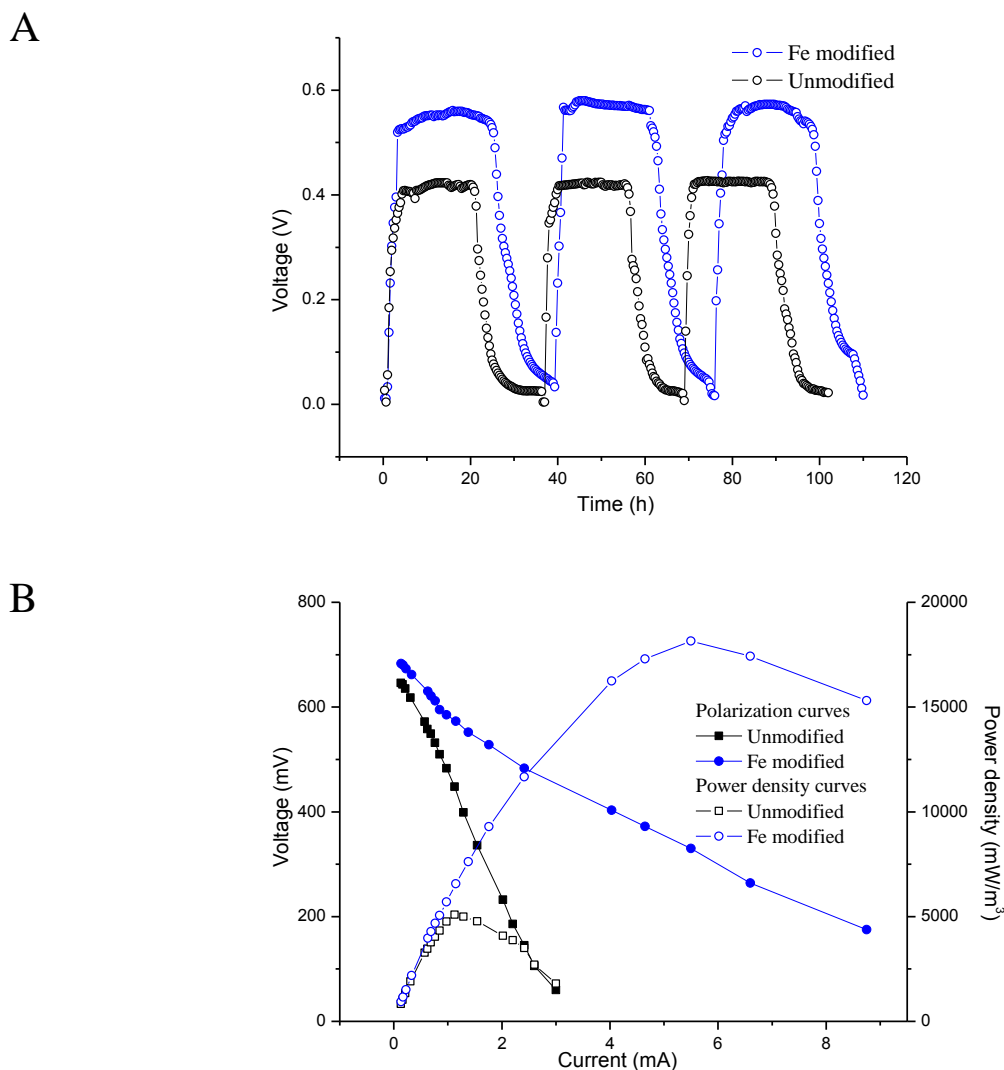 A
Fe modified
Unmodified
0.6
0.4
0.2
0.0
Voltage (V)
0 20 40 60 80 100 120
Time (h)
B
800
600
400
200
0
Voltage (mV)
20000
15000
10000
5000
0
Power density (mW/m³)
Polarization curves
Unmodified
Fe modified
Power density curves
Unmodified
Fe modified
0 2 4 6 8
Current (mA)